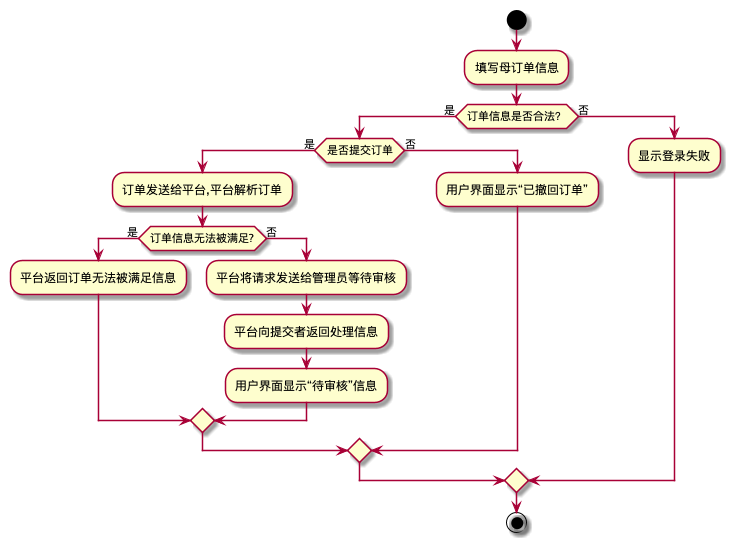 填写母订单信息
是
订单信息是否合法?
否
是
是否提交订单
否
显示登录失败
订单发送给平台,平台解析订单
用户界面显示“已撤回订单”
是
订单信息无法被满足?
否
平台返回订单无法被满足信息
平台将请求发送给管理员等待审核
平台向提交者返回处理信息
用户界面显示“待审核”信息